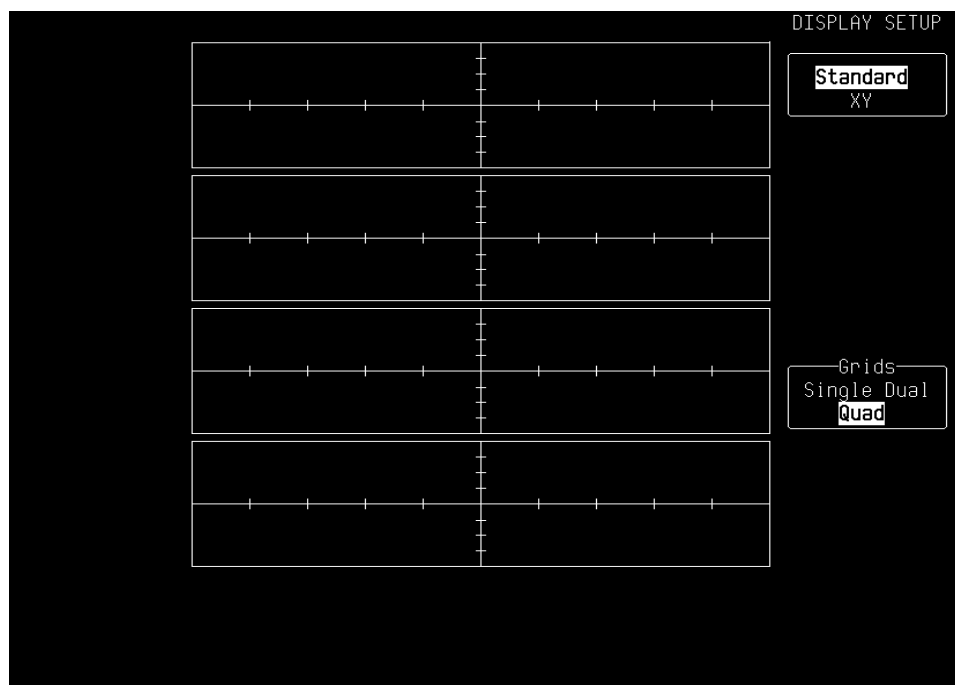 DISPLAY SETUP
Standard
XY
Grids
Single Dual
Quad